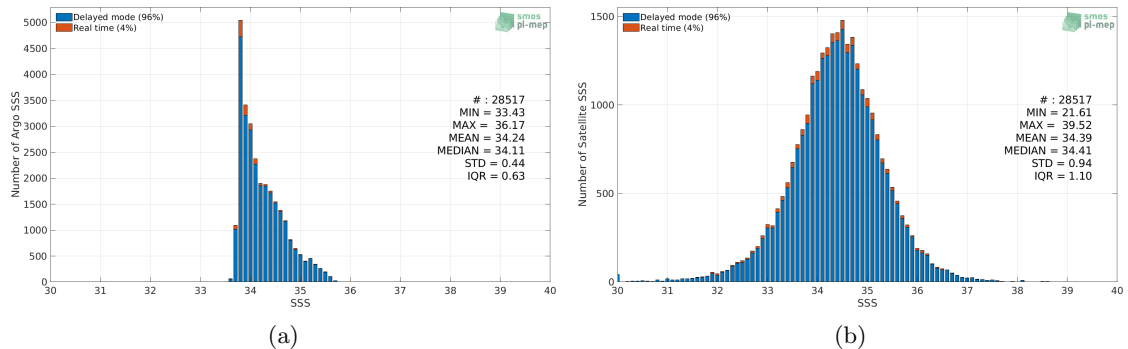 Delayed mode (96%)
Real time (4%)
smos
pi-mep
5000
4500
4000
3500
3000
2500
2000
1500
1000
500
0
Number of Argo SSS
# : 28517
MIN = 33.43
MAX = 36.17
MEAN = 34.24
MEDIAN = 34.11
STD = 0.44
IQR = 0.63
30 31 32 33 34 35 36 37 38 39 40
SSS
(a)
Delayed mode (96%)
Real time (4%)
smos
pi-mep
1500
1000
500
0
Number of Satellite SSS
# : 28517
MIN = 21.61
MAX = 39.52
MEAN = 34.39
MEDIAN = 34.41
STD = 0.94
IQR = 1.10
30 31 32 33 34 35 36 37 38 39 40
SSS
(b)